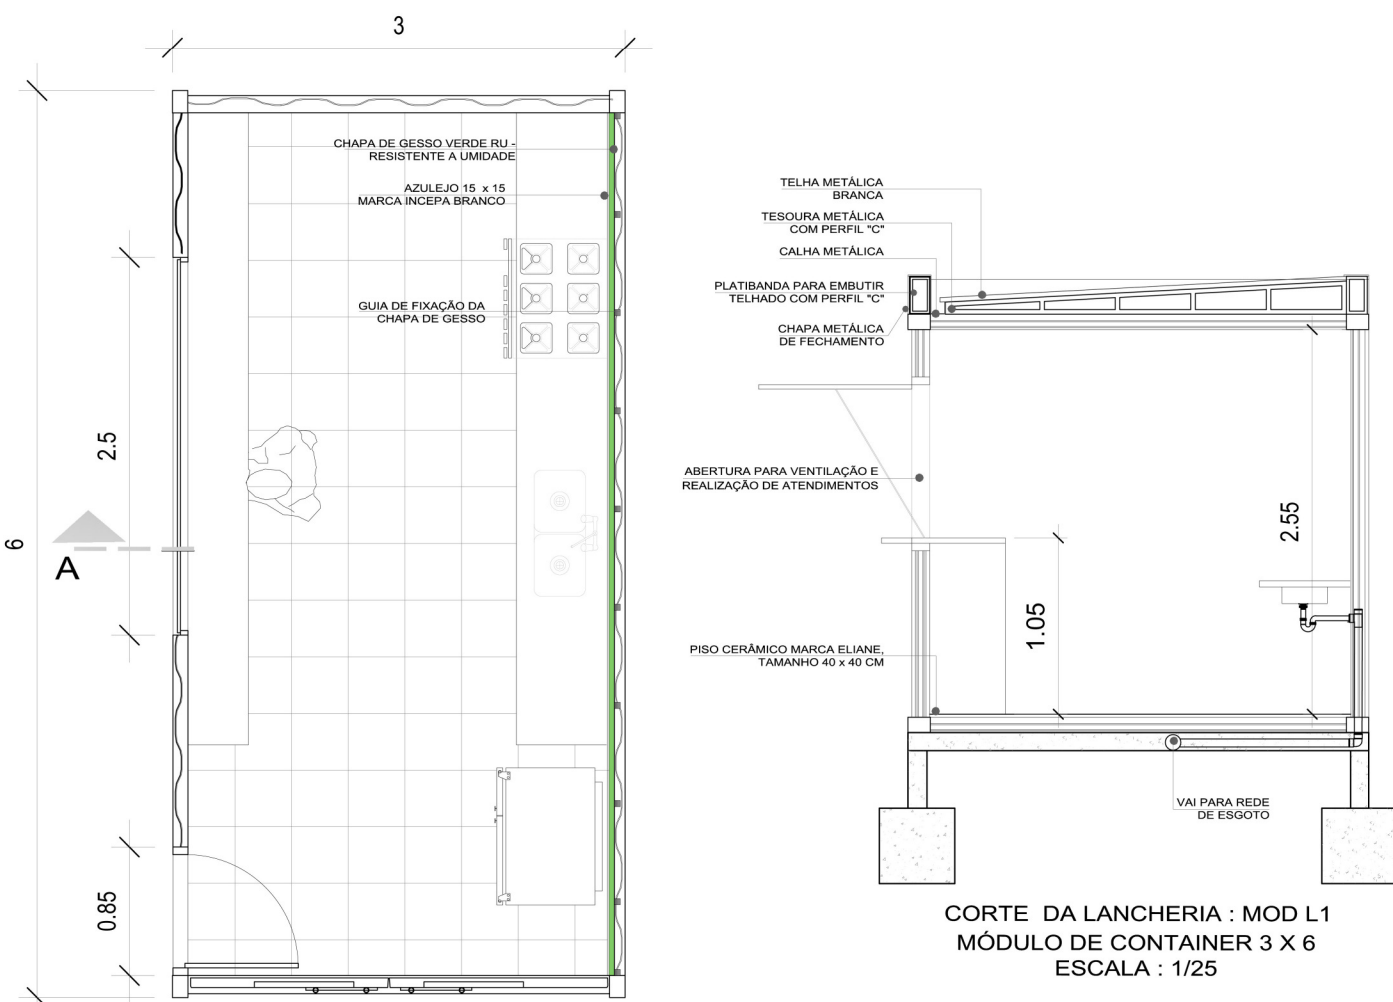 3
6
CHAPA DE GESSO VERDE RU -
RESISTENTE A UMIDADE
AZULEJO 15 x 15
MARCA INCEPA BRANCO
GUIA DE FIXAÇÃO DA
CHAPA DE GESSO
2.5
A
0.85
TELHA METÁLICA
BRANCA
TESOURA METÁLICA
COM PERFIL "C"
CALHA METÁLICA
PLATIBANDA PARA EMBUTIR
TELHADO COM PERFIL "C"
CHAPA METÁLICA
DE FECHAMENTO
ABERTURA PARA VENTILAÇÃO E
REALIZAÇÃO DE ATENDIMENTOS
2.55
1.05
PISO CERÂMICO MARCA ELIANE,
TAMANHO 40 x 40 CM
VAI PARA REDE
DE ESGOTO
CORTE DA LANCHERIA : MOD L1
MÓDULO DE CONTAINER 3 X 6
ESCALA : 1/25